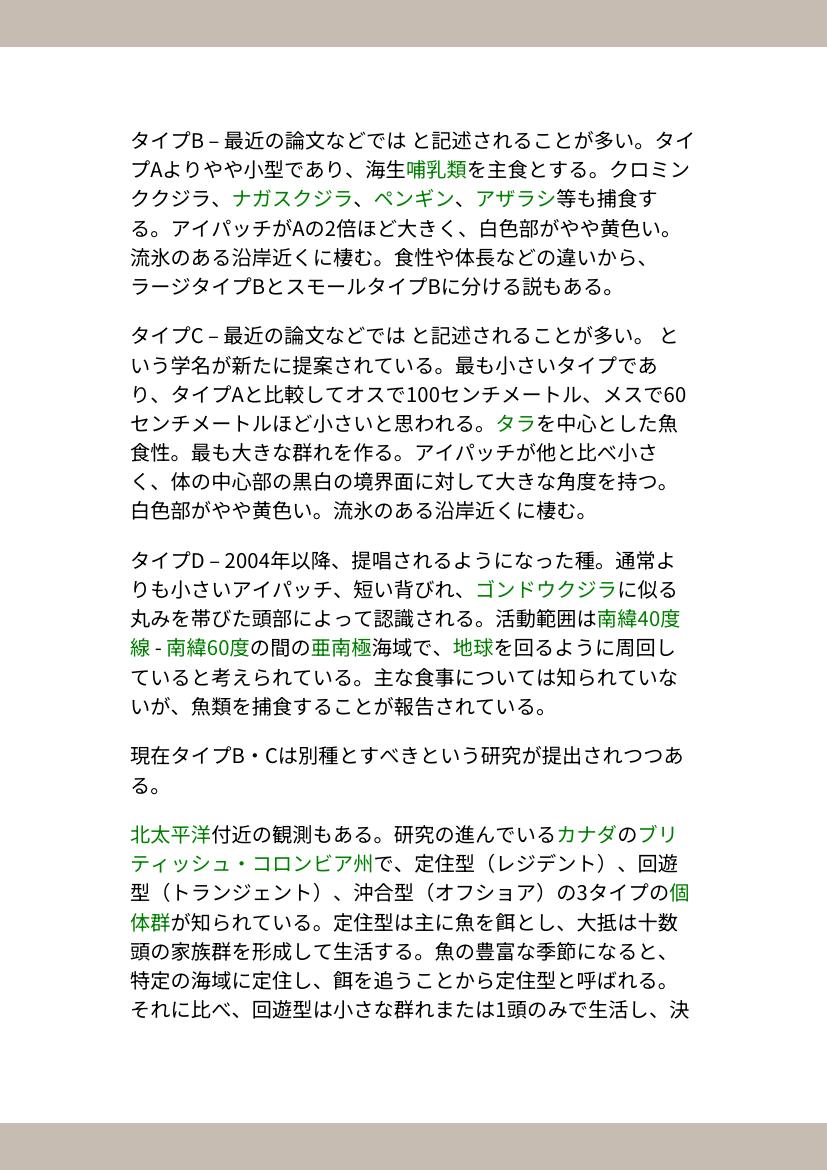 タイプB – 最近の論文などでは と記述されることが多い。タイ
プAよりやや小型であり、海生哺乳類を主食とする。クロミン
ククジラ、ナガスクジラ、ペンギン、アザラシ等も捕食す
る。アイパッチがAの2倍ほど大きく、白色部がやや黄色い。
流氷のある沿岸近くに棲む。食性や体長などの違いから、
ラージタイプBとスモールタイプBに分ける説もある。
タイプC – 最近の論文などでは と記述されることが多い。 と
いう学名が新たに提案されている。最も小さいタイプであ
り、タイプAと比較してオスで100センチメートル、メスで60
センチメートルほど小さいと思われる。タラを中心とした魚
食性。最も大きな群れを作る。アイパッチが他と比べ小さ
く、体の中心部の黒白の境界面に対して大きな角度を持つ。
白色部がやや黄色い。流氷のある沿岸近くに棲む。
タイプD – 2004年以降、提唱されるようになった種。通常よ
りも小さいアイパッチ、短い背びれ、ゴンドウクジラに似る
丸みを帯びた頭部によって認識される。活動範囲は南緯40度
線 - 南緯60度の間の亜南極海域で、地球を回るように周回し
ていると考えられている。主な食事については知られていな
いが、魚類を捕食することが報告されている。
現在タイプB・Cは別種とすべきという研究が提出されつつあ
る。
北太平洋付近の観測もある。研究の進んでいるカナダのブリ
ティッシュ・コロンビア州で、定住型（レジデント）、回遊
型（トランジェント）、沖合型（オフショア）の3タイプの個
体群が知られている。定住型は主に魚を餌とし、大抵は十数
頭の家族群を形成して生活する。魚の豊富な季節になると、
特定の海域に定住し、餌を追うことから定住型と呼ばれる。
それに比べ、回遊型は小さな群れまたは1頭のみで生活し、決